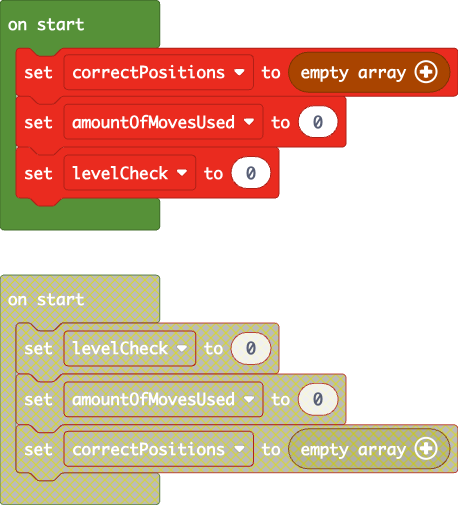 on start
set correctPositions to empty array
set amountOfMovesUsed to 0
set levelCheck to 0
on start
set levelCheck to 0
set amountOfMovesUsed to 0
set correctPositions to empty array